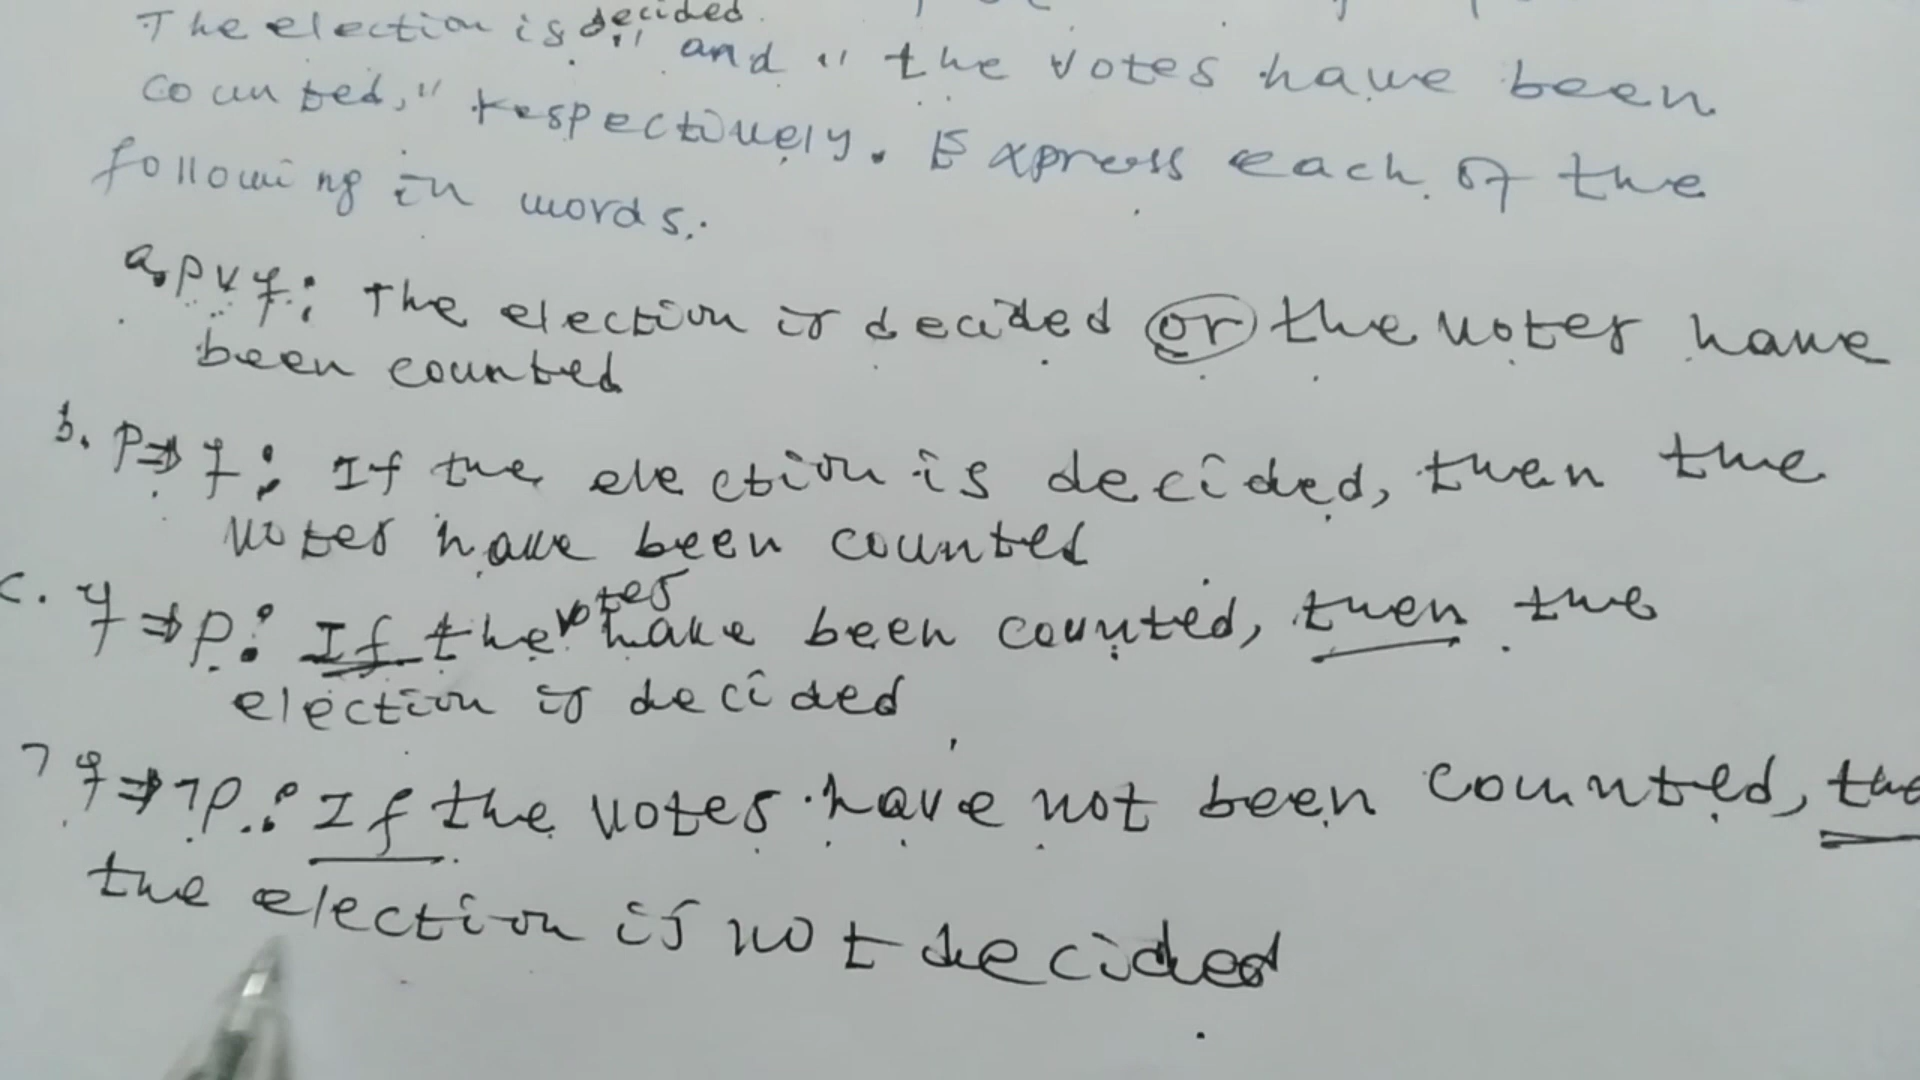 The election is decided." and "the votes have been
counted," respectively. Express each of the
following in words.
a. p∨q: The election is decided or the votes have
been counted
b. p⇒q: If the election is decided, then the
votes have been counted
c. q⇒p: If the votes have been counted, then the
election is decided
¬q⇒¬p: If the votes have not been counted, the
the election is not decided